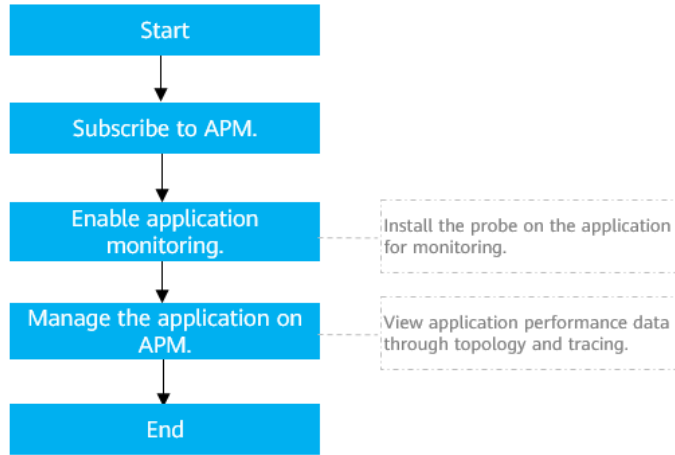 Start
Subscribe to APM.
Enable application
monitoring.
Install the probe on the application
for monitoring.
Manage the application on
APM.
View application performance data
through topology and tracing.
End